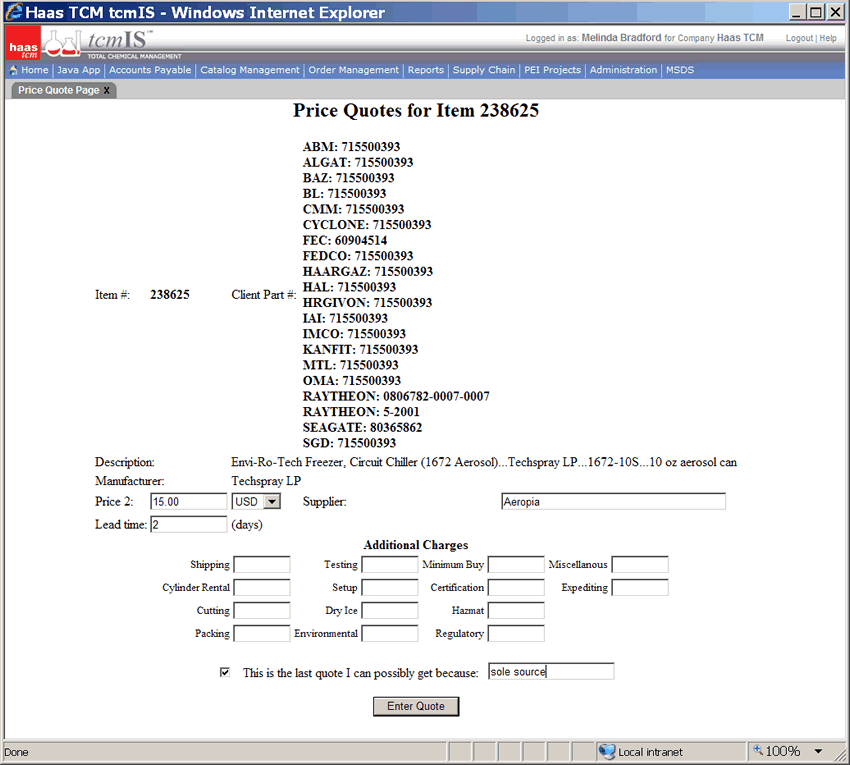 Haas TCM tcmIS - Windows Internet Explorer
haas tcm
tcmIS™
TOTAL CHEMICAL MANAGEMENT
Logged in as: Melinda Bradford for Company Haas TCM Logout | Help
Home | Java App | Accounts Payable | Catalog Management | Order Management | Reports | Supply Chain | PEI Projects | Administration | MSDS
Price Quote Page x
Price Quotes for Item 238625
Item #: 238625 Client Part #:
ABM: 715500393
ALGAT: 715500393
BAZ: 715500393
BL: 715500393
CMM: 715500393
CYCLONE: 715500393
FEC: 60904514
FEDCO: 715500393
HAARGAZ: 715500393
HAL: 715500393
HRGIVON: 715500393
IAI: 715500393
IMCO: 715500393
KANFIT: 715500393
MTL: 715500393
OMA: 715500393
RAYTHEON: 0806782-0007-0007
RAYTHEON: 5-2001
SEAGATE: 80365862
SGD: 715500393
Description: Envi-Ro-Tech Freezer, Circuit Chiller (1672 Aerosol)...Techspray LP...1672-10S...10 oz aerosol can
Manufacturer: Techspray LP
Price 2: 15.00 USD Supplier: Aeropia
Lead time: 2 (days)
Additional Charges
Shipping Testing Minimum Buy Miscellanous
Cylinder Rental Setup Certification Expediting
Cutting Dry Ice Hazmat
Packing Environmental Regulatory
This is the last quote I can possibly get because: sole source
Enter Quote
Done Local intranet 100%